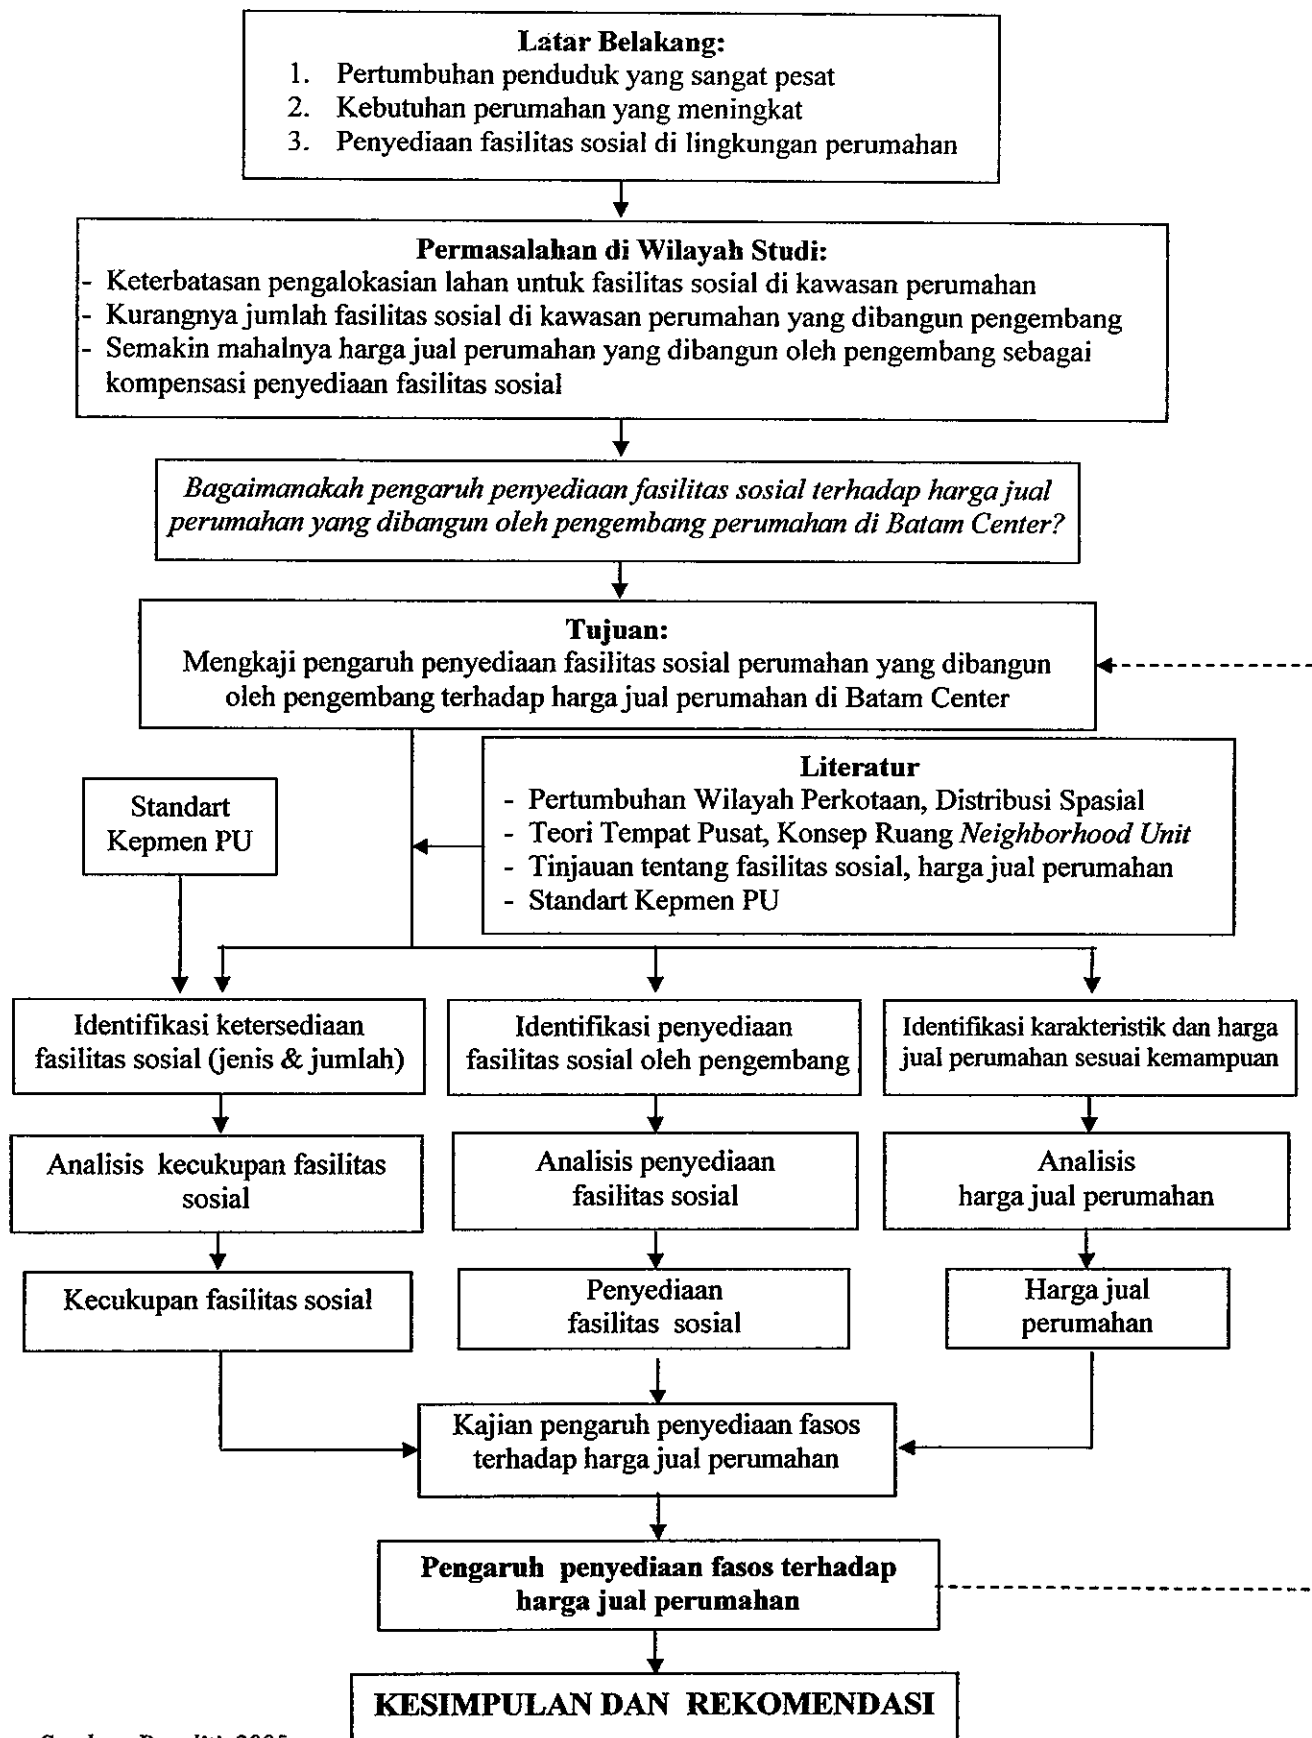 Latar Belakang:
1. Pertumbuhan penduduk yang sangat pesat
2. Kebutuhan perumahan yang meningkat
3. Penyediaan fasilitas sosial di lingkungan perumahan
Permasalahan di Wilayah Studi:
- Keterbatasan pengalokasian lahan untuk fasilitas sosial di kawasan perumahan
- Kurangnya jumlah fasilitas sosial di kawasan perumahan yang dibangun pengembang
- Semakin mahalnya harga jual perumahan yang dibangun oleh pengembang sebagai
kompensasi penyediaan fasilitas sosial
Bagaimanakah pengaruh penyediaan fasilitas sosial terhadap harga jual
perumahan yang dibangun oleh pengembang perumahan di Batam Center?
Tujuan:
Mengkaji pengaruh penyediaan fasilitas sosial perumahan yang dibangun
oleh pengembang terhadap harga jual perumahan di Batam Center
Literatur
- Pertumbuhan Wilayah Perkotaan, Distribusi Spasial
- Teori Tempat Pusat, Konsep Ruang Neighborhood Unit
- Tinjauan tentang fasilitas sosial, harga jual perumahan
- Standart Kepmen PU
Standart
Kepmen PU
Identifikasi ketersediaan
fasilitas sosial (jenis & jumlah)
Identifikasi penyediaan
fasilitas sosial oleh pengembang
Identifikasi karakteristik dan harga
jual perumahan sesuai kemampuan
Analisis kecukupan fasilitas
sosial
Analisis penyediaan
fasilitas sosial
Analisis
harga jual perumahan
Kecukupan fasilitas sosial
Penyediaan
fasilitas sosial
Harga jual
perumahan
Kajian pengaruh penyediaan fasos
terhadap harga jual perumahan
Pengaruh penyediaan fasos terhadap
harga jual perumahan
KESIMPULAN DAN REKOMENDASI